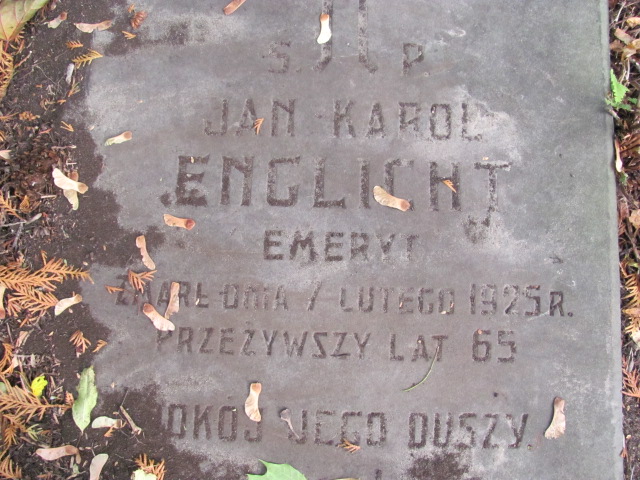 Ś. P.
JAN KAROL
ENGLICHT
EMERYT
ZMARŁ DNIA 7 LUTEGO 1925 R.
PRZEŻYWSZY LAT 65
POKÓJ JEGO DUSZY.